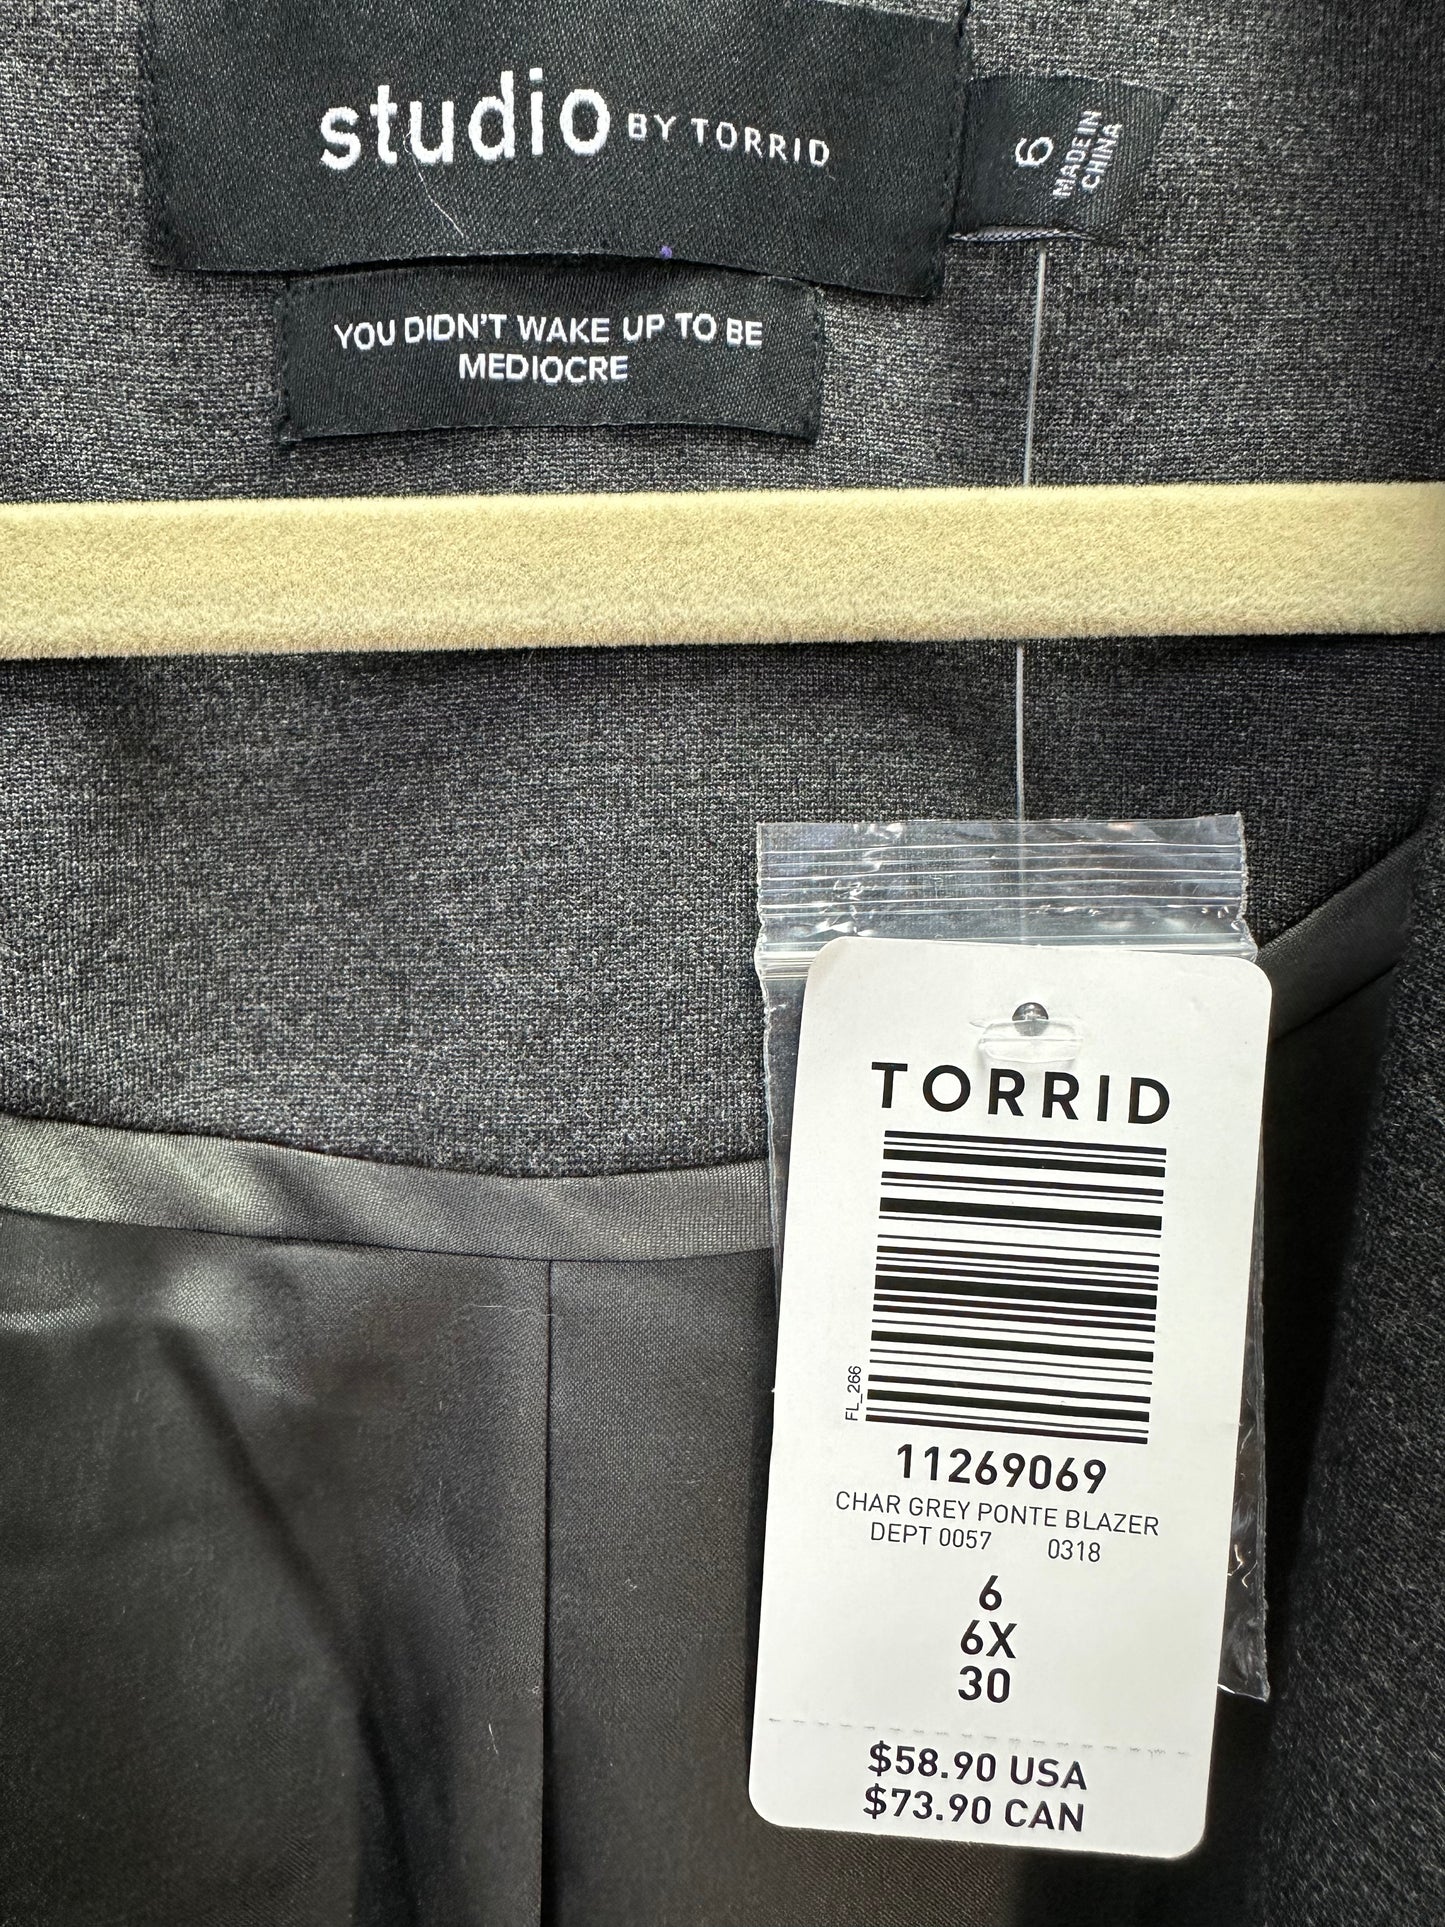 studio BY TORRID
6
MADE IN
CHINA
YOU DIDN'T WAKE UP TO BE
MEDIOCRE
TORRID
FL_266
11269069
CHAR GREY PONTE BLAZER
DEPT 0057 0318
6
6X
30
$58.90 USA
$73.90 CAN